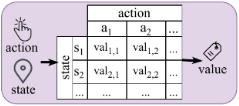 action
a1 a2 ...
action
state s1 val1,1 val1,2 ...
s2 val2,1 val2,2 ...
value
state
... ... ...